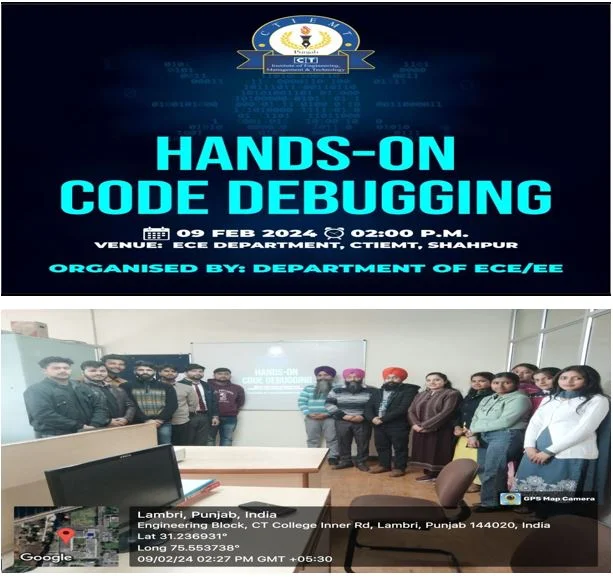 CTIEMT
Punjab
CT
Institute of Engineering,
Management & Technology
HANDS-ON
CODE DEBUGGING
09 FEB 2024 02:00 P.M.
VENUE: ECE DEPARTMENT, CTIEMT, SHAHPUR
ORGANISED BY: DEPARTMENT OF ECE/EE
HANDS-ON
CODE DEBUGGING
GPS Map Camera
Google
Lambri, Punjab, India
Engineering Block, CT College Inner Rd, Lambri, Punjab 144020, India
Lat 31.236931°
Long 75.553738°
09/02/24 02:27 PM GMT +05:30